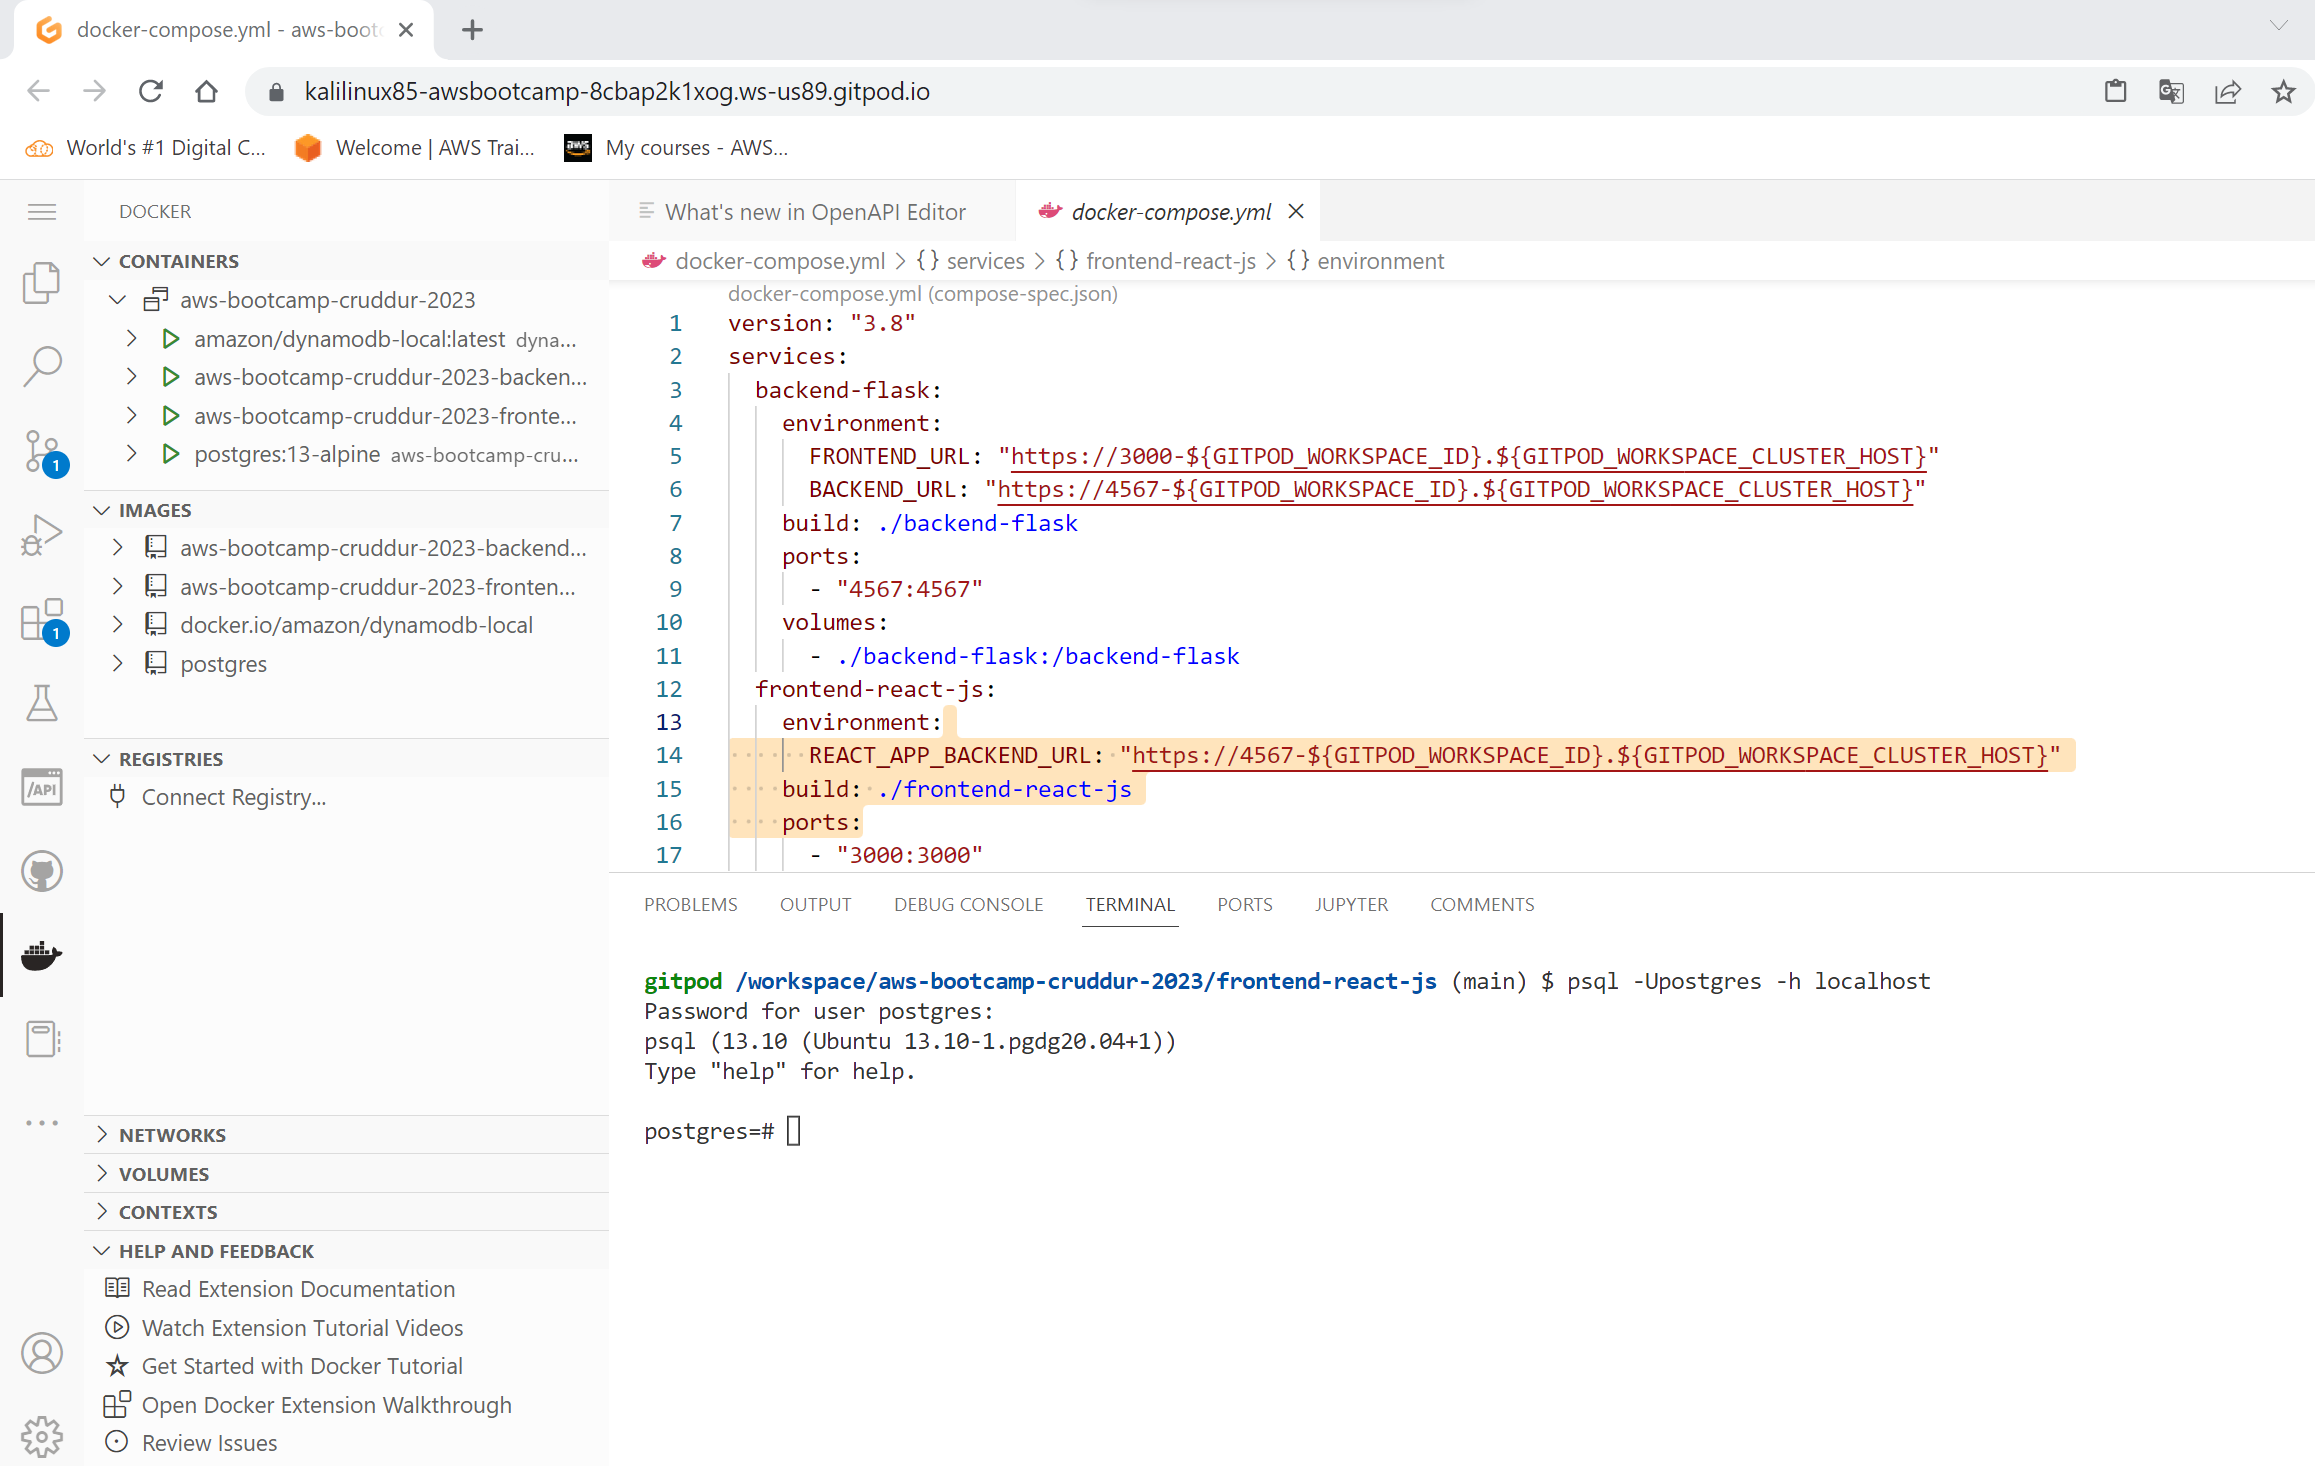 docker-compose.yml - aws-boot
kalilinux85-awsbootcamp-8cbap2k1xog.ws-us89.gitpod.io
World's #1 Digital C...
Welcome | AWS Trai...
aws
My courses - AWS...
DOCKER
CONTAINERS
aws-bootcamp-cruddur-2023
amazon/dynamodb-local:latest dyna...
aws-bootcamp-cruddur-2023-backen...
aws-bootcamp-cruddur-2023-fronte...
postgres:13-alpine aws-bootcamp-cru...
1
IMAGES
aws-bootcamp-cruddur-2023-backend...
aws-bootcamp-cruddur-2023-fronten...
docker.io/amazon/dynamodb-local
postgres
1
REGISTRIES
Connect Registry...
/API
NETWORKS
VOLUMES
CONTEXTS
HELP AND FEEDBACK
Read Extension Documentation
Watch Extension Tutorial Videos
Get Started with Docker Tutorial
Open Docker Extension Walkthrough
Review Issues
What's new in OpenAPI Editor
docker-compose.yml
docker-compose.yml > {} services > {} frontend-react-js > {} environment
docker-compose.yml (compose-spec.json)
1 version: "3.8"
2 services:
3 backend-flask:
4 environment:
5 FRONTEND_URL: "https://3000-${GITPOD_WORKSPACE_ID}.${GITPOD_WORKSPACE_CLUSTER_HOST}"
6 BACKEND_URL: "https://4567-${GITPOD_WORKSPACE_ID}.${GITPOD_WORKSPACE_CLUSTER_HOST}"
7 build: ./backend-flask
8 ports:
9 - "4567:4567"
10 volumes:
11 - ./backend-flask:/backend-flask
12 frontend-react-js:
13 environment:
14 REACT_APP_BACKEND_URL: "https://4567-${GITPOD_WORKSPACE_ID}.${GITPOD_WORKSPACE_CLUSTER_HOST}"
15 build: ./frontend-react-js
16 ports:
17 - "3000:3000"
PROBLEMS OUTPUT DEBUG CONSOLE TERMINAL PORTS JUPYTER COMMENTS
gitpod /workspace/aws-bootcamp-cruddur-2023/frontend-react-js (main) $ psql -Upostgres -h localhost
Password for user postgres:
psql (13.10 (Ubuntu 13.10-1.pgdg20.04+1))
Type "help" for help.
postgres=#